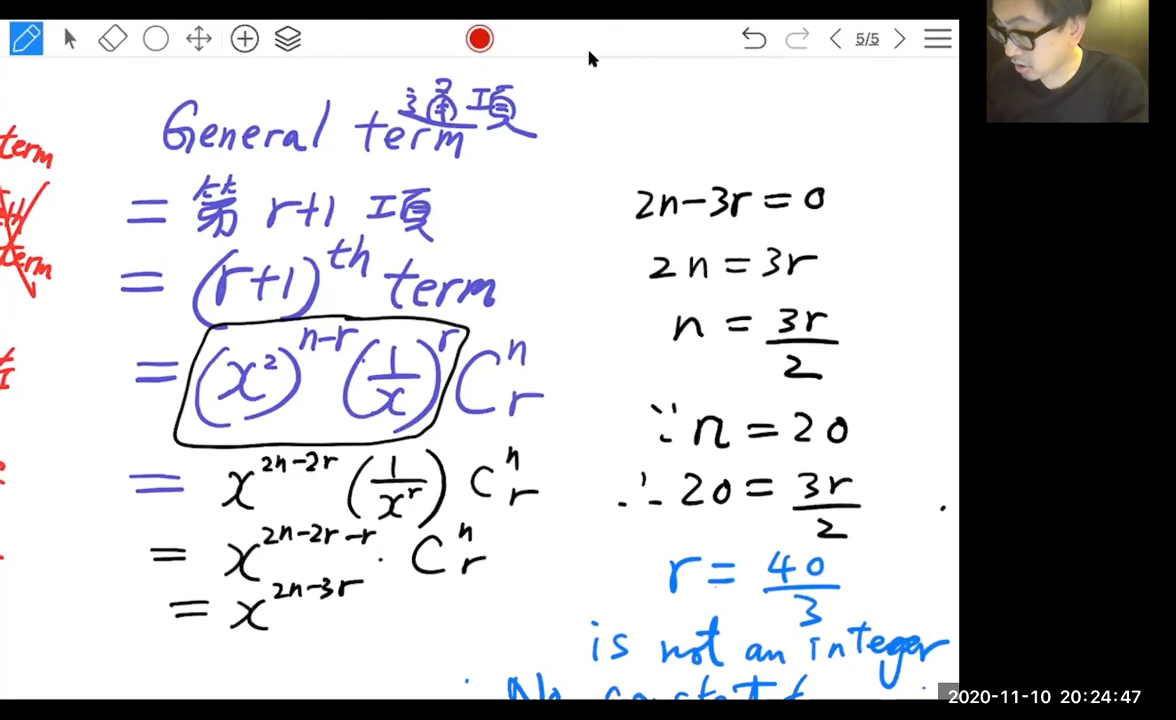 5/5
term
term
General term 通項
= 第 r+1 項
= (r+1)^th term
= (x²)^{n-r} (1/x)^r C^n_r
= x^{2n-2r} (1/x^r) C^n_r
= x^{2n-2r-r} · C^n_r
= x^{2n-3r}
2n-3r=0
2n=3r
n = 3r/2
∵ n = 20
∴ 20 = 3r/2
r = 40/3
is not an integer
2020-11-10 20:24:47